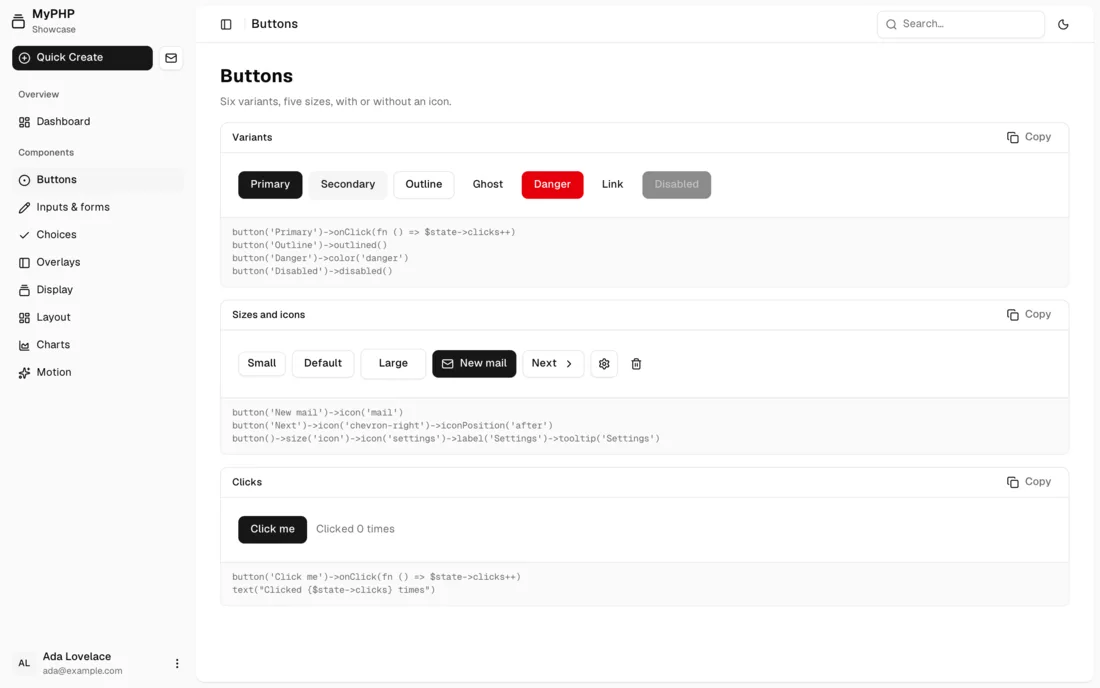 MyPHP
Showcase
Quick Create
Overview
Dashboard
Components
Buttons
Inputs & forms
Choices
Overlays
Display
Layout
Charts
Motion
AL
Ada Lovelace
ada@example.com
Buttons
Search...
Buttons
Six variants, five sizes, with or without an icon.
Variants
Copy
Primary
Secondary
Outline
Ghost
Danger
Link
Disabled
button('Primary')->onClick(fn () => $state->clicks++)
button('Outline')->outlined()
button('Danger')->color('danger')
button('Disabled')->disabled()
Sizes and icons
Copy
Small
Default
Large
New mail
Next
button('New mail')->icon('mail')
button('Next')->icon('chevron-right')->iconPosition('after')
button()->size('icon')->icon('settings')->label('Settings')->tooltip('Settings')
Clicks
Copy
Click me
Clicked 0 times
button('Click me')->onClick(fn () => $state->clicks++)
text("Clicked {$state->clicks} times")